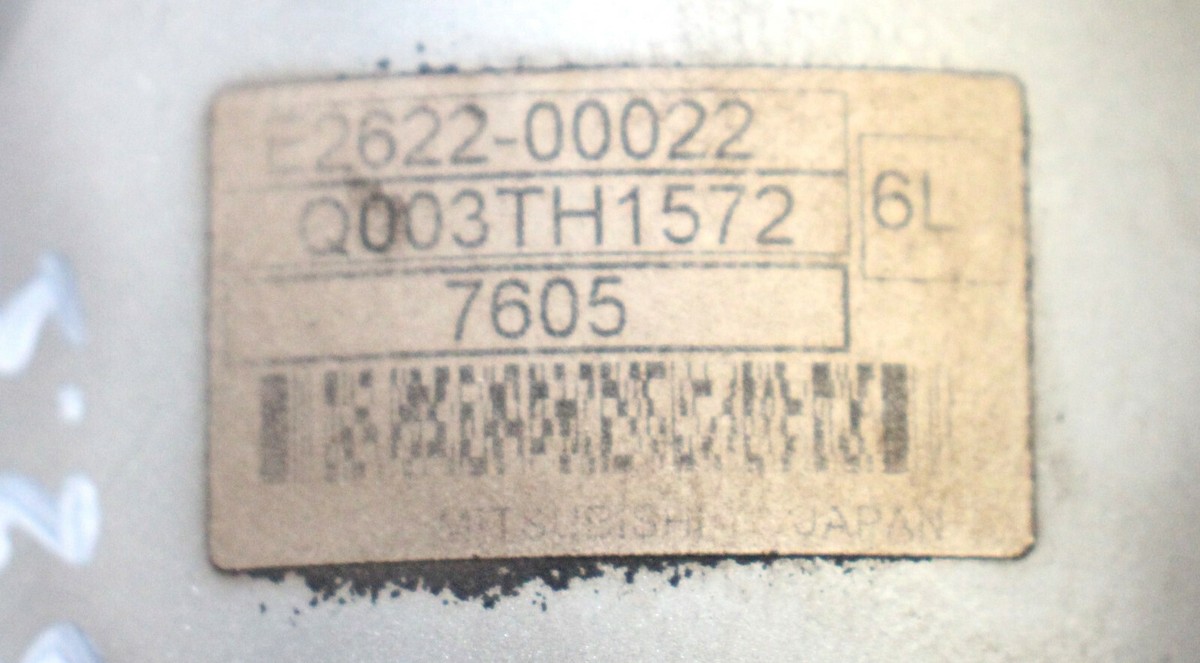 E2622-00022
6L
Q003TH1572
7605
MITSUBISHI JAPAN